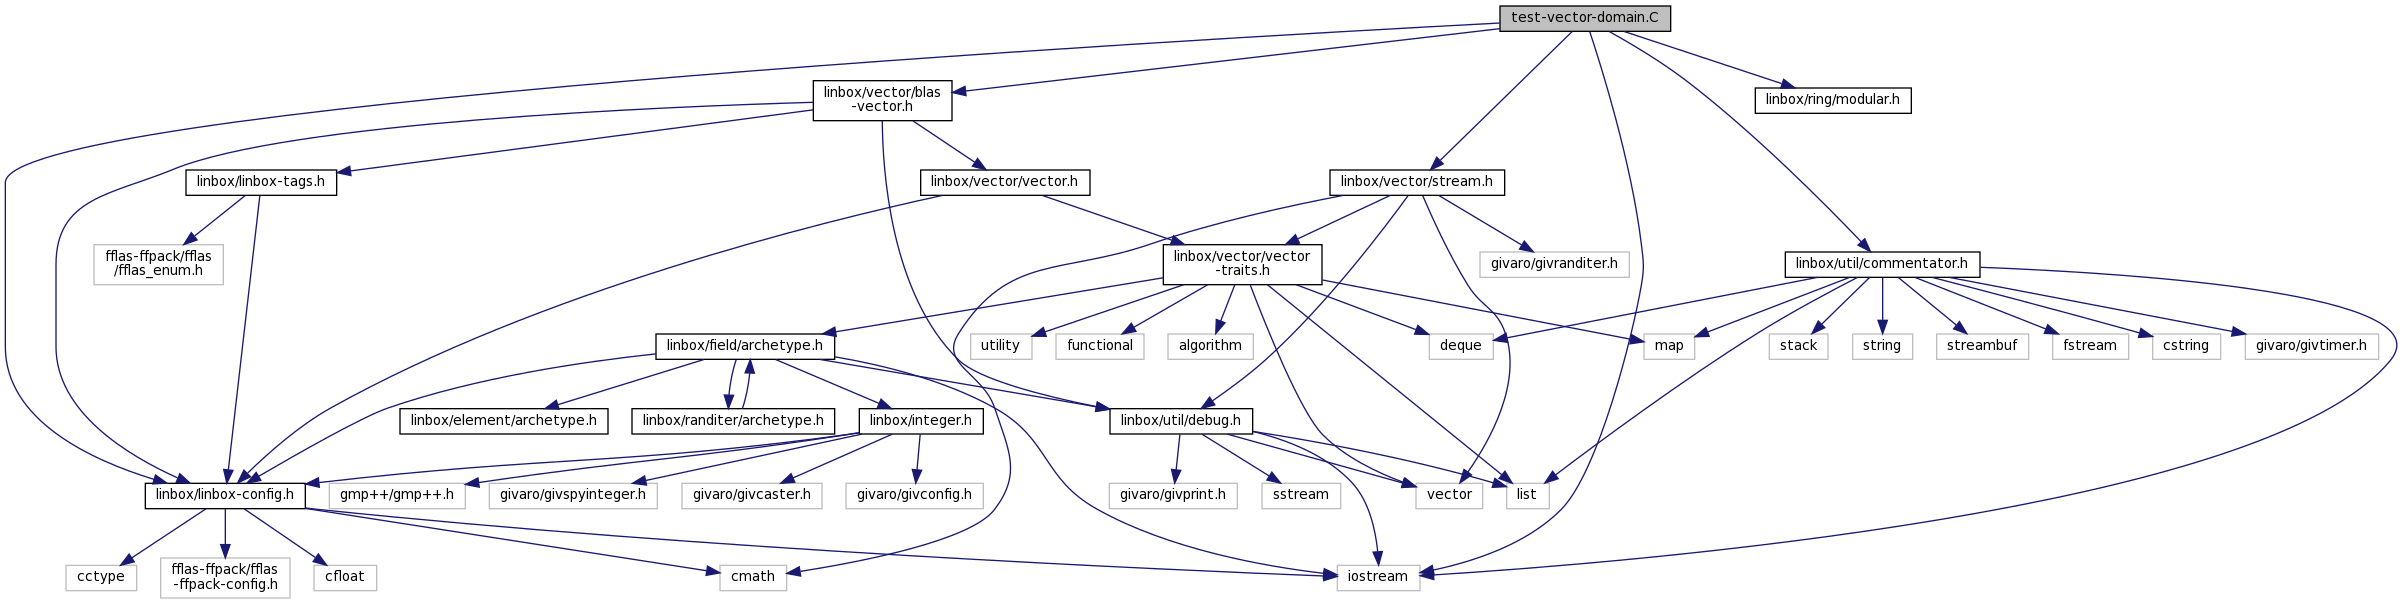 test-vector-domain.C
linbox/vector/blas
-vector.h
linbox/ring/modular.h
linbox/linbox-tags.h
linbox/vector/vector.h
linbox/vector/stream.h
fflas-ffpack/fflas
/fflas_enum.h
linbox/vector/vector
-traits.h
givaro/givranditer.h
linbox/util/commentator.h
linbox/field/archetype.h
utility
functional
algorithm
deque
map
stack
string
streambuf
fstream
cstring
givaro/givtimer.h
linbox/element/archetype.h
linbox/randiter/archetype.h
linbox/integer.h
linbox/util/debug.h
linbox/linbox-config.h
gmp++/gmp++.h
givaro/givspyinteger.h
givaro/givcaster.h
givaro/givconfig.h
givaro/givprint.h
sstream
vector
list
cctype
fflas-ffpack/fflas
-ffpack-config.h
cfloat
cmath
iostream